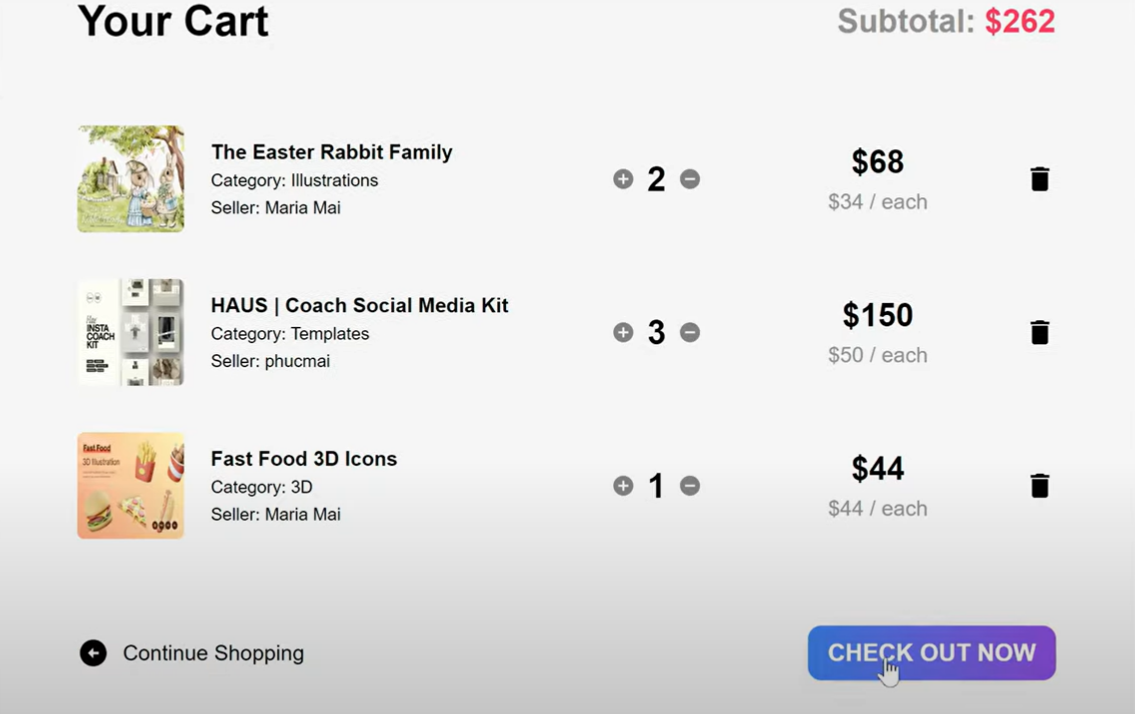 Your Cart
Subtotal: $262
The Easter Rabbit Family
Category: Illustrations
Seller: Maria Mai
2
$68
$34 / each
INSTA
COACH
KIT
HAUS | Coach Social Media Kit
Category: Templates
Seller: phucmai
3
$150
$50 / each
Fast Food
3D Illustration
Fast Food 3D Icons
Category: 3D
Seller: Maria Mai
1
$44
$44 / each
Continue Shopping
CHECK OUT NOW